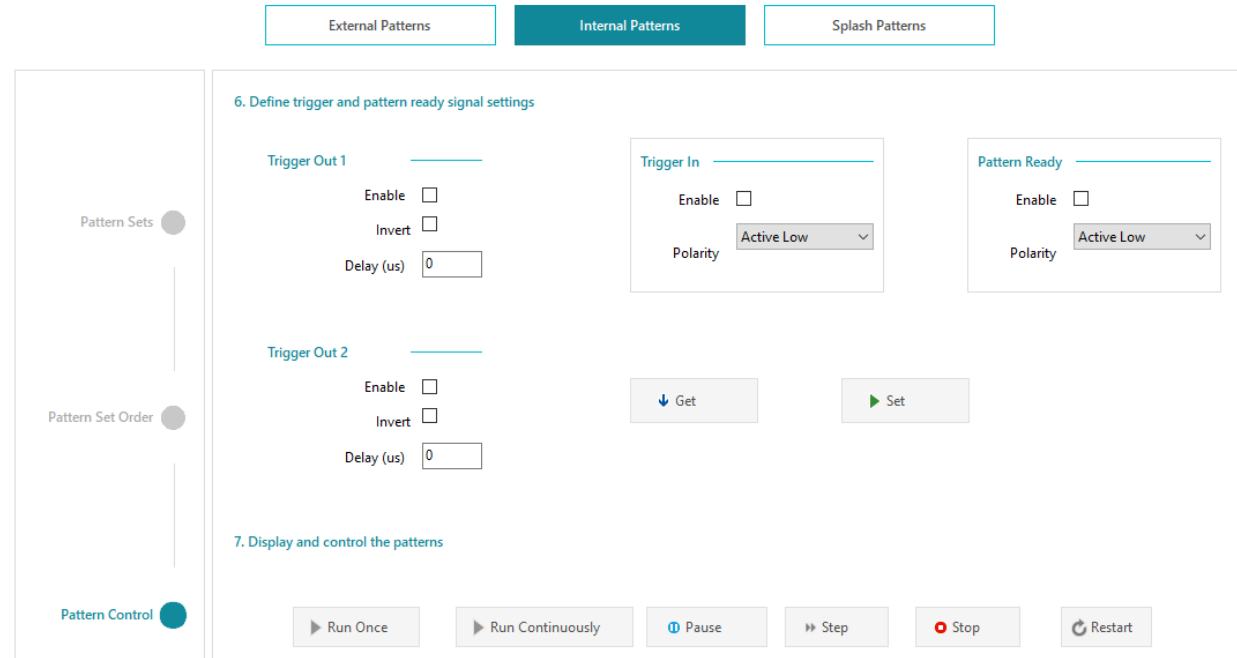 External Patterns
Internal Patterns
Splash Patterns
6. Define trigger and pattern ready signal settings
Trigger Out 1
Enable
Invert
Delay (us)
0
Trigger In
Enable
Active Low
Polarity
Pattern Ready
Enable
Active Low
Polarity
Pattern Sets
Trigger Out 2
Enable
Invert
Delay (us)
0
Get
Set
Pattern Set Order
7. Display and control the patterns
Pattern Control
Run Once
Run Continuously
Pause
Step
Stop
Restart